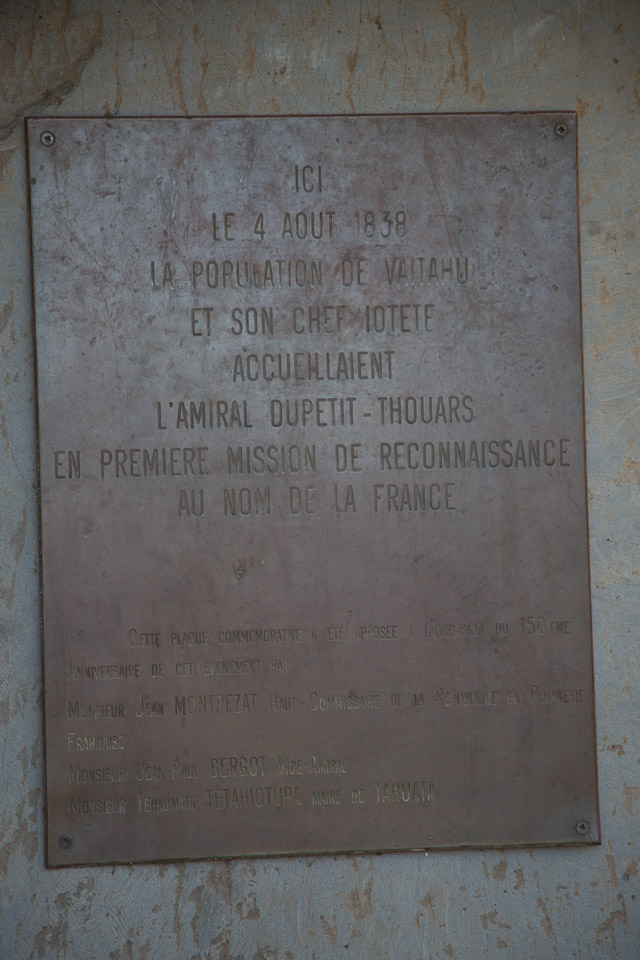 ICI
LE 4 AOUT 1838
LA POPULATION DE VAITAHU
ET SON CHEF IOTETE
ACCUEILLAIENT
L'AMIRAL DUPETIT-THOUARS
EN PREMIERE MISSION DE RECONNAISSANCE
AU NOM DE LA FRANCE
CETTE PLAQUE COMMEMORATIVE A ETE APPOSEE A L'OCCASION DU 150EME
ANNIVERSAIRE DE CET EVENEMENT PAR
MONSIEUR JEAN MONTPEZAT HAUT-COMMISSAIRE DE LA REPUBLIQUE EN POLYNESIE
FRANCAISE
MONSIEUR JEAN-PAUL BERGOT VICE-AMIRAL
MONSIEUR TETAHIOTUPA MAIRE DE TAHUATA